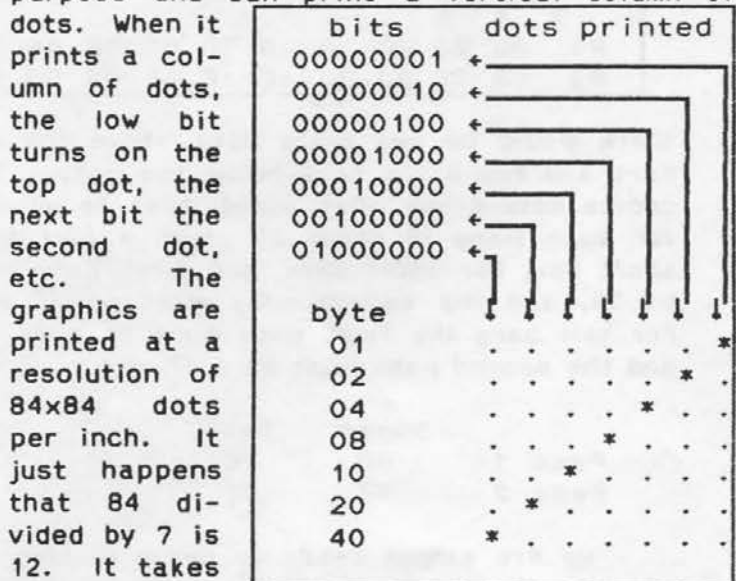 purpose and can print a vertical column of
dots. When it
prints a col-
umn of dots,
the low bit
turns on the
top dot, the
next bit the
second dot,
etc. The
graphics are
printed at a
resolution of
84x84 dots
per inch. It
just happens
that 84 di-
vided by 7 is
12. It takes
bits dots printed
00000001
00000010
00000100
00001000
00010000
00100000
01000000
byte
01 . . . . . . *
02 . . . . . * .
04 . . . . * . .
08 . . . * . . .
10 . . * . . . .
20 . * . . . . .
40 * . . . . . .